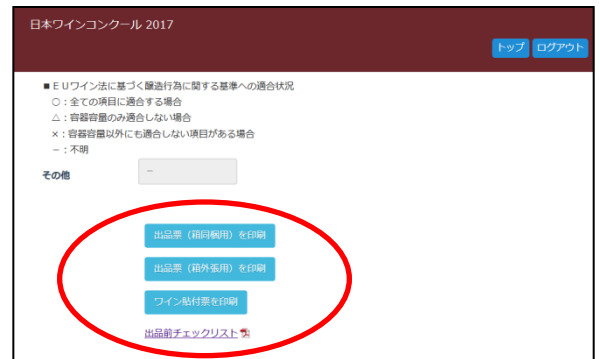 日本ワインコンクール 2017
トップ ログアウト
■ＥＵワイン法に基づく醸造行為に関する基準への適合状況
○：全ての項目に適合する場合
△：容器容量のみ適合しない場合
×：容器容量以外にも適合しない項目がある場合
－：不明
その他 －
出品票（箱同梱用）を印刷
出品票（箱外張用）を印刷
ワイン貼付票を印刷
出品前チェックリスト